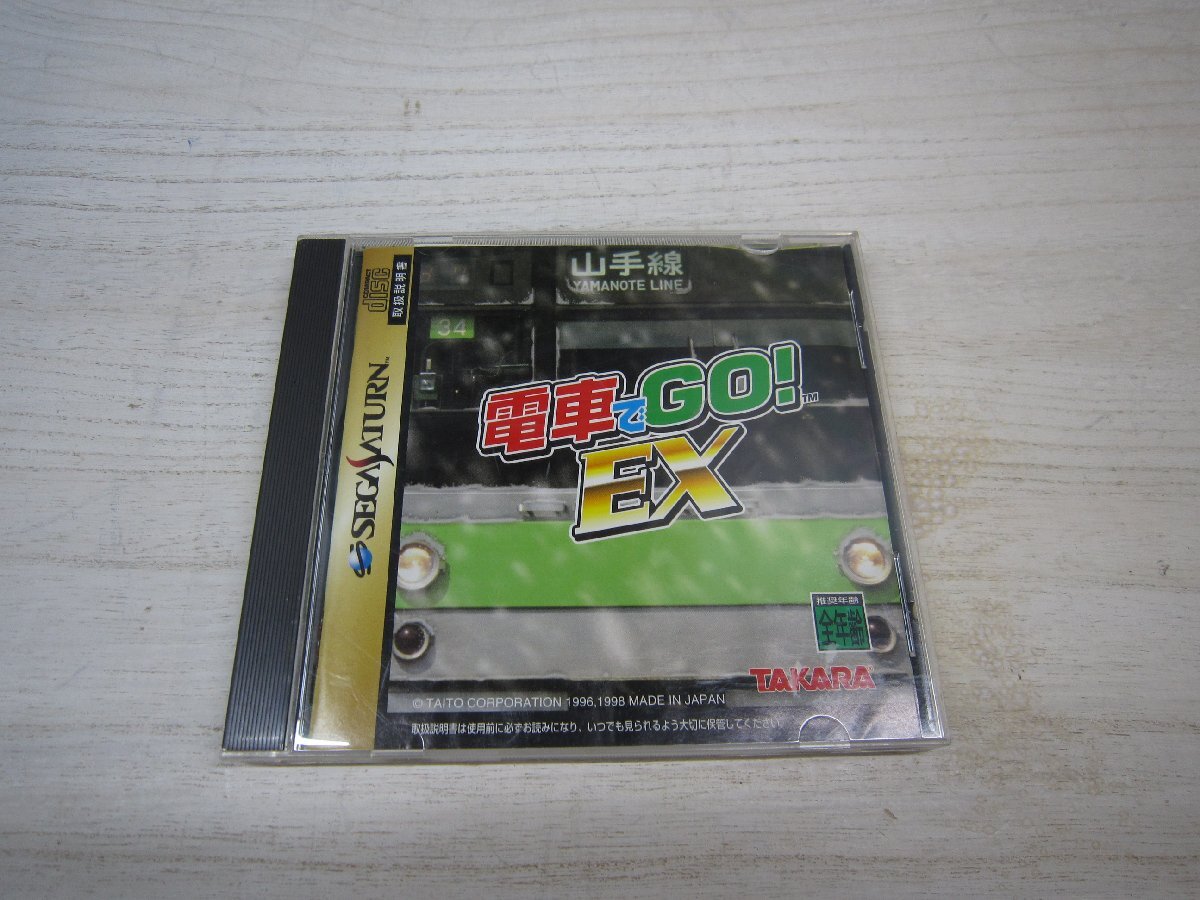 山手線
YAMANOTE LINE
34
COMPACT
disc
取扱説明書
SEGA SATURN™
電車でGO!™
EX
推奨年齢
全年齢
TAKARA
© TAITO CORPORATION 1996,1998 MADE IN JAPAN
取扱説明書は使用前に必ずお読みになり、いつでも見られるよう大切に保管してください。